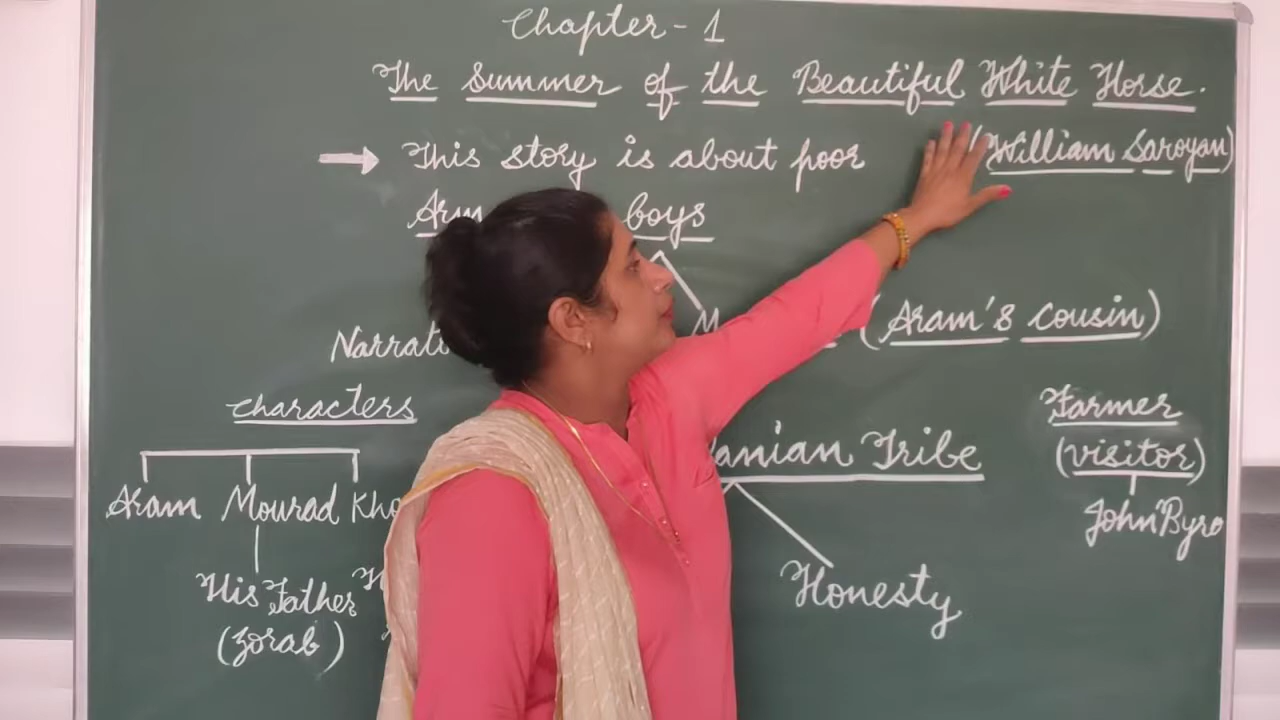 Chapter - 1
The Summer of the Beautiful White Horse.
This story is about poor (William Saroyan)
boys
(Aram's cousin)
characters
Farmer
Tribe (visitor)
Aram Mourad John Byro
His Father Honesty
(Zorab)